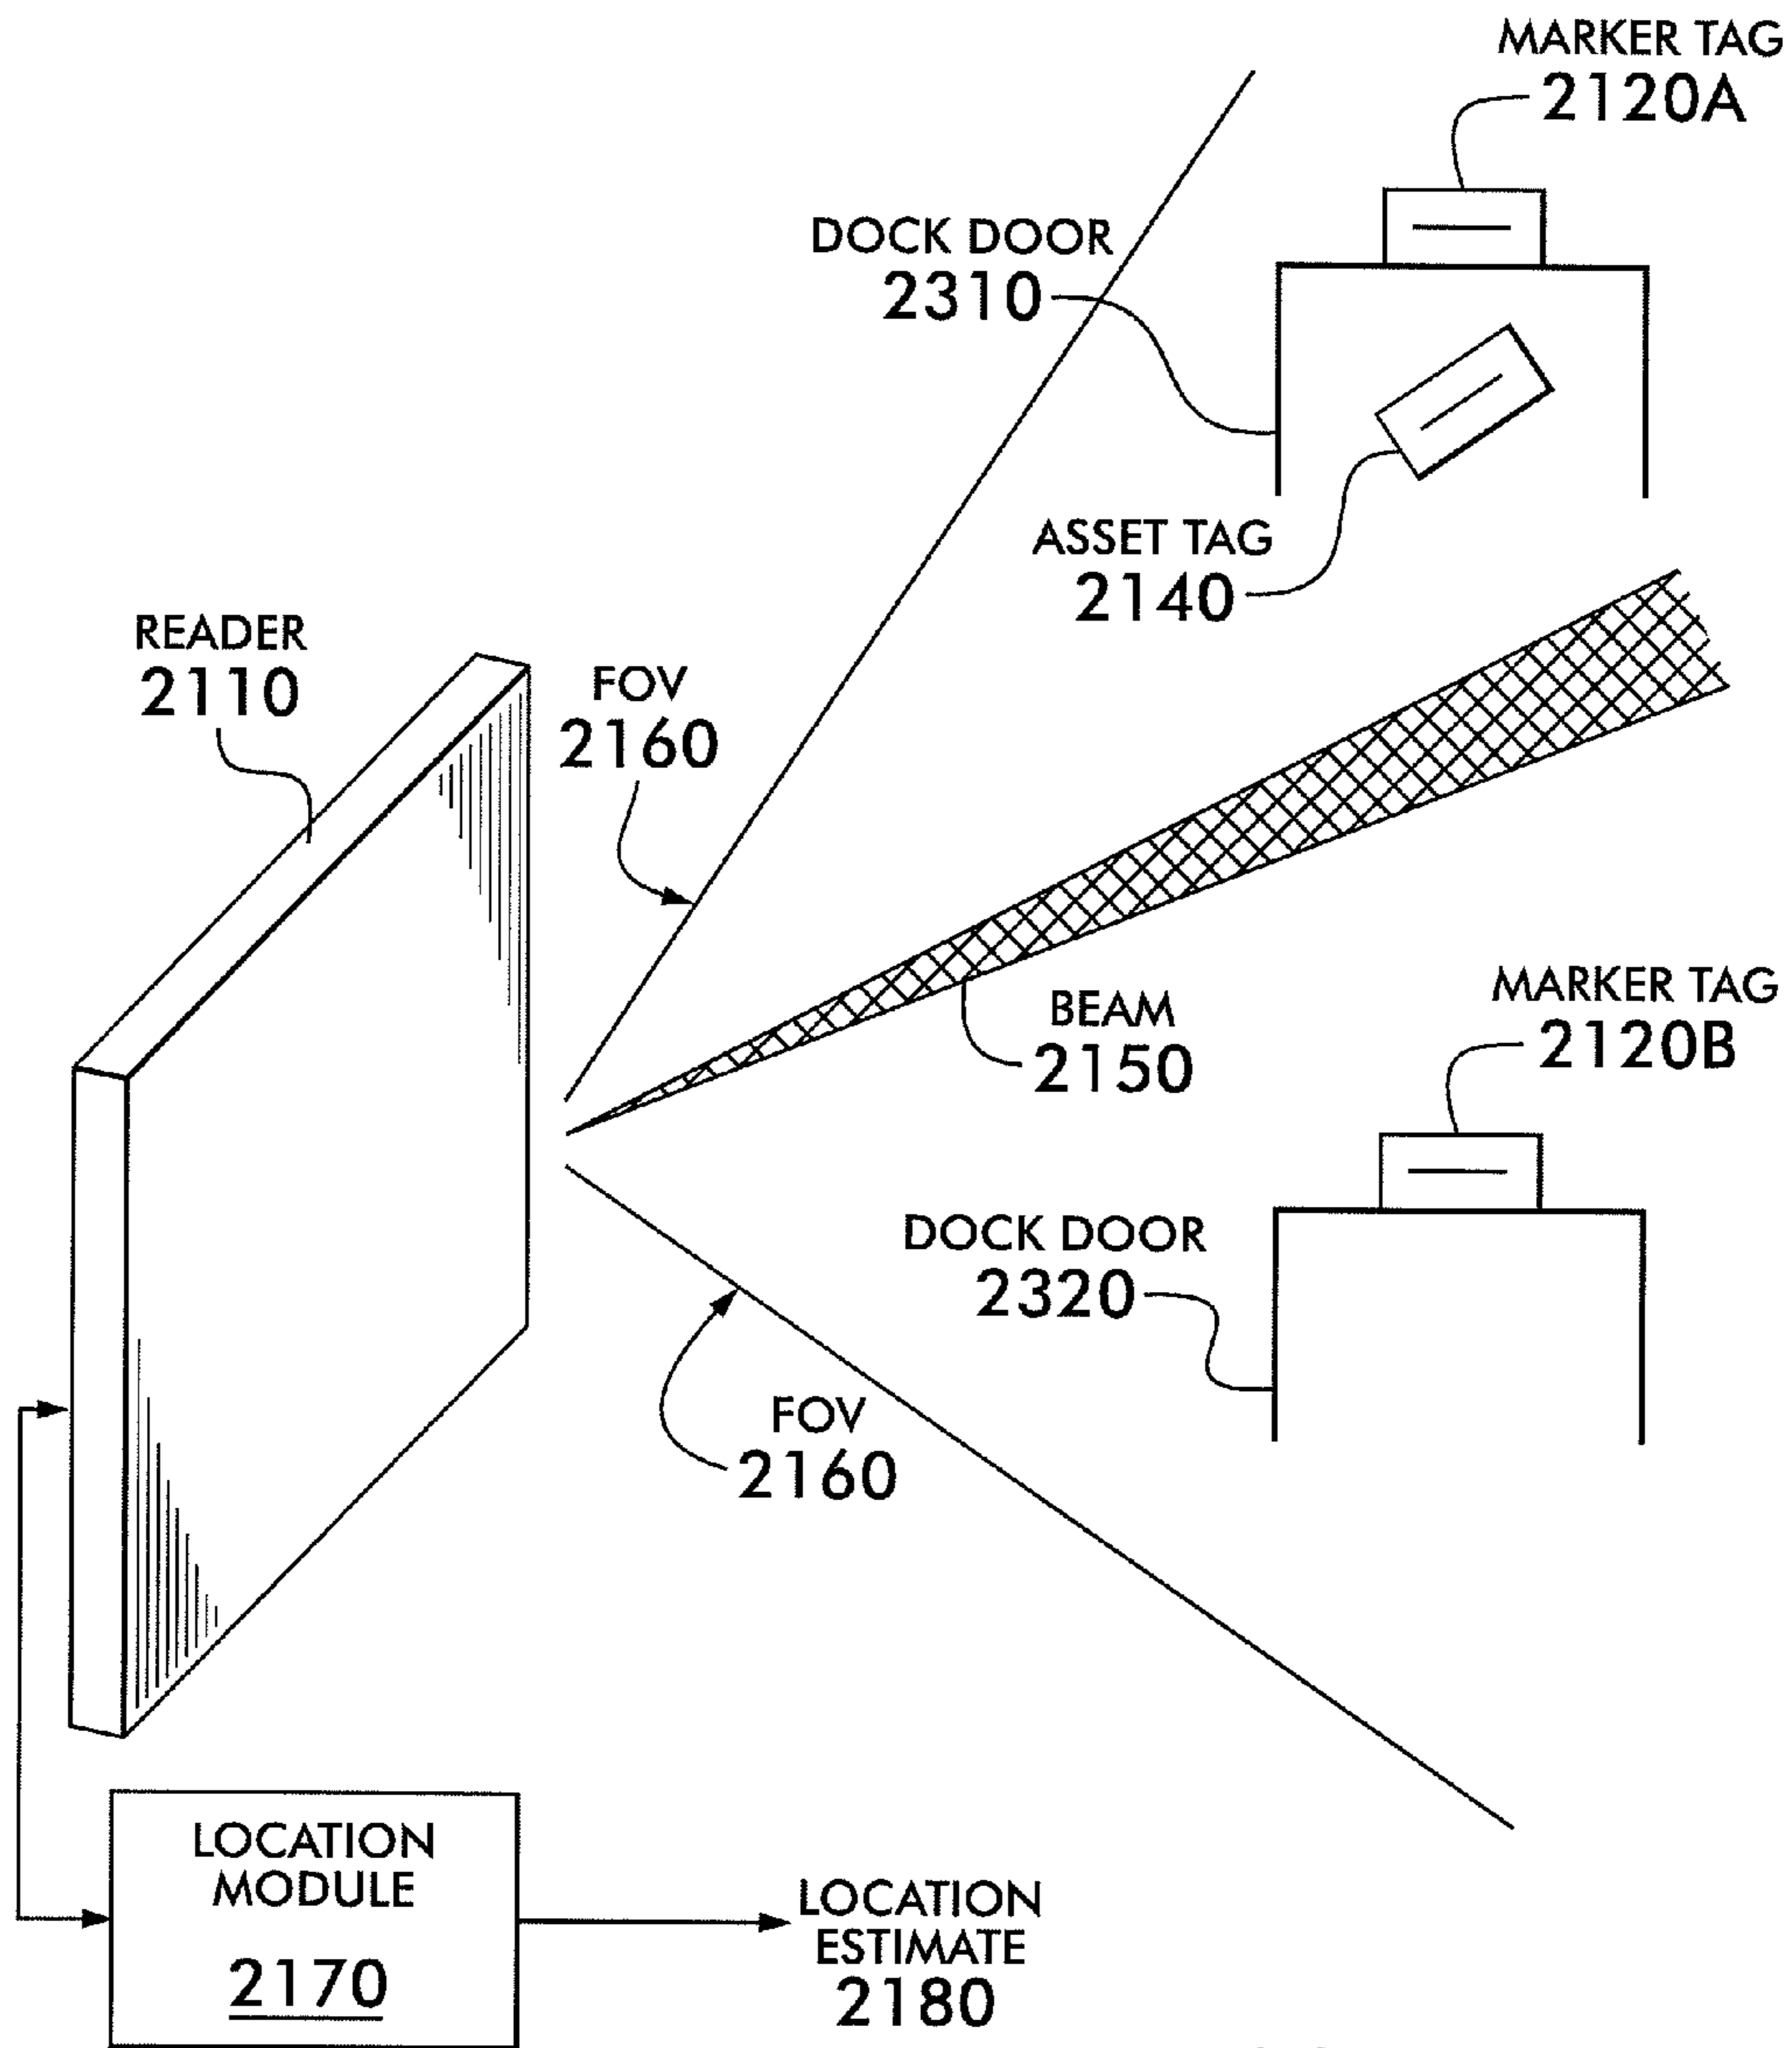 MARKER TAG
2120A
DOCK DOOR
2310
ASSET TAG
2140
READER
2110
FOV
2160
BEAM
2150
MARKER TAG
2120B
DOCK DOOR
2320
FOV
2160
LOCATION
MODULE
2170
LOCATION
ESTIMATE
2180